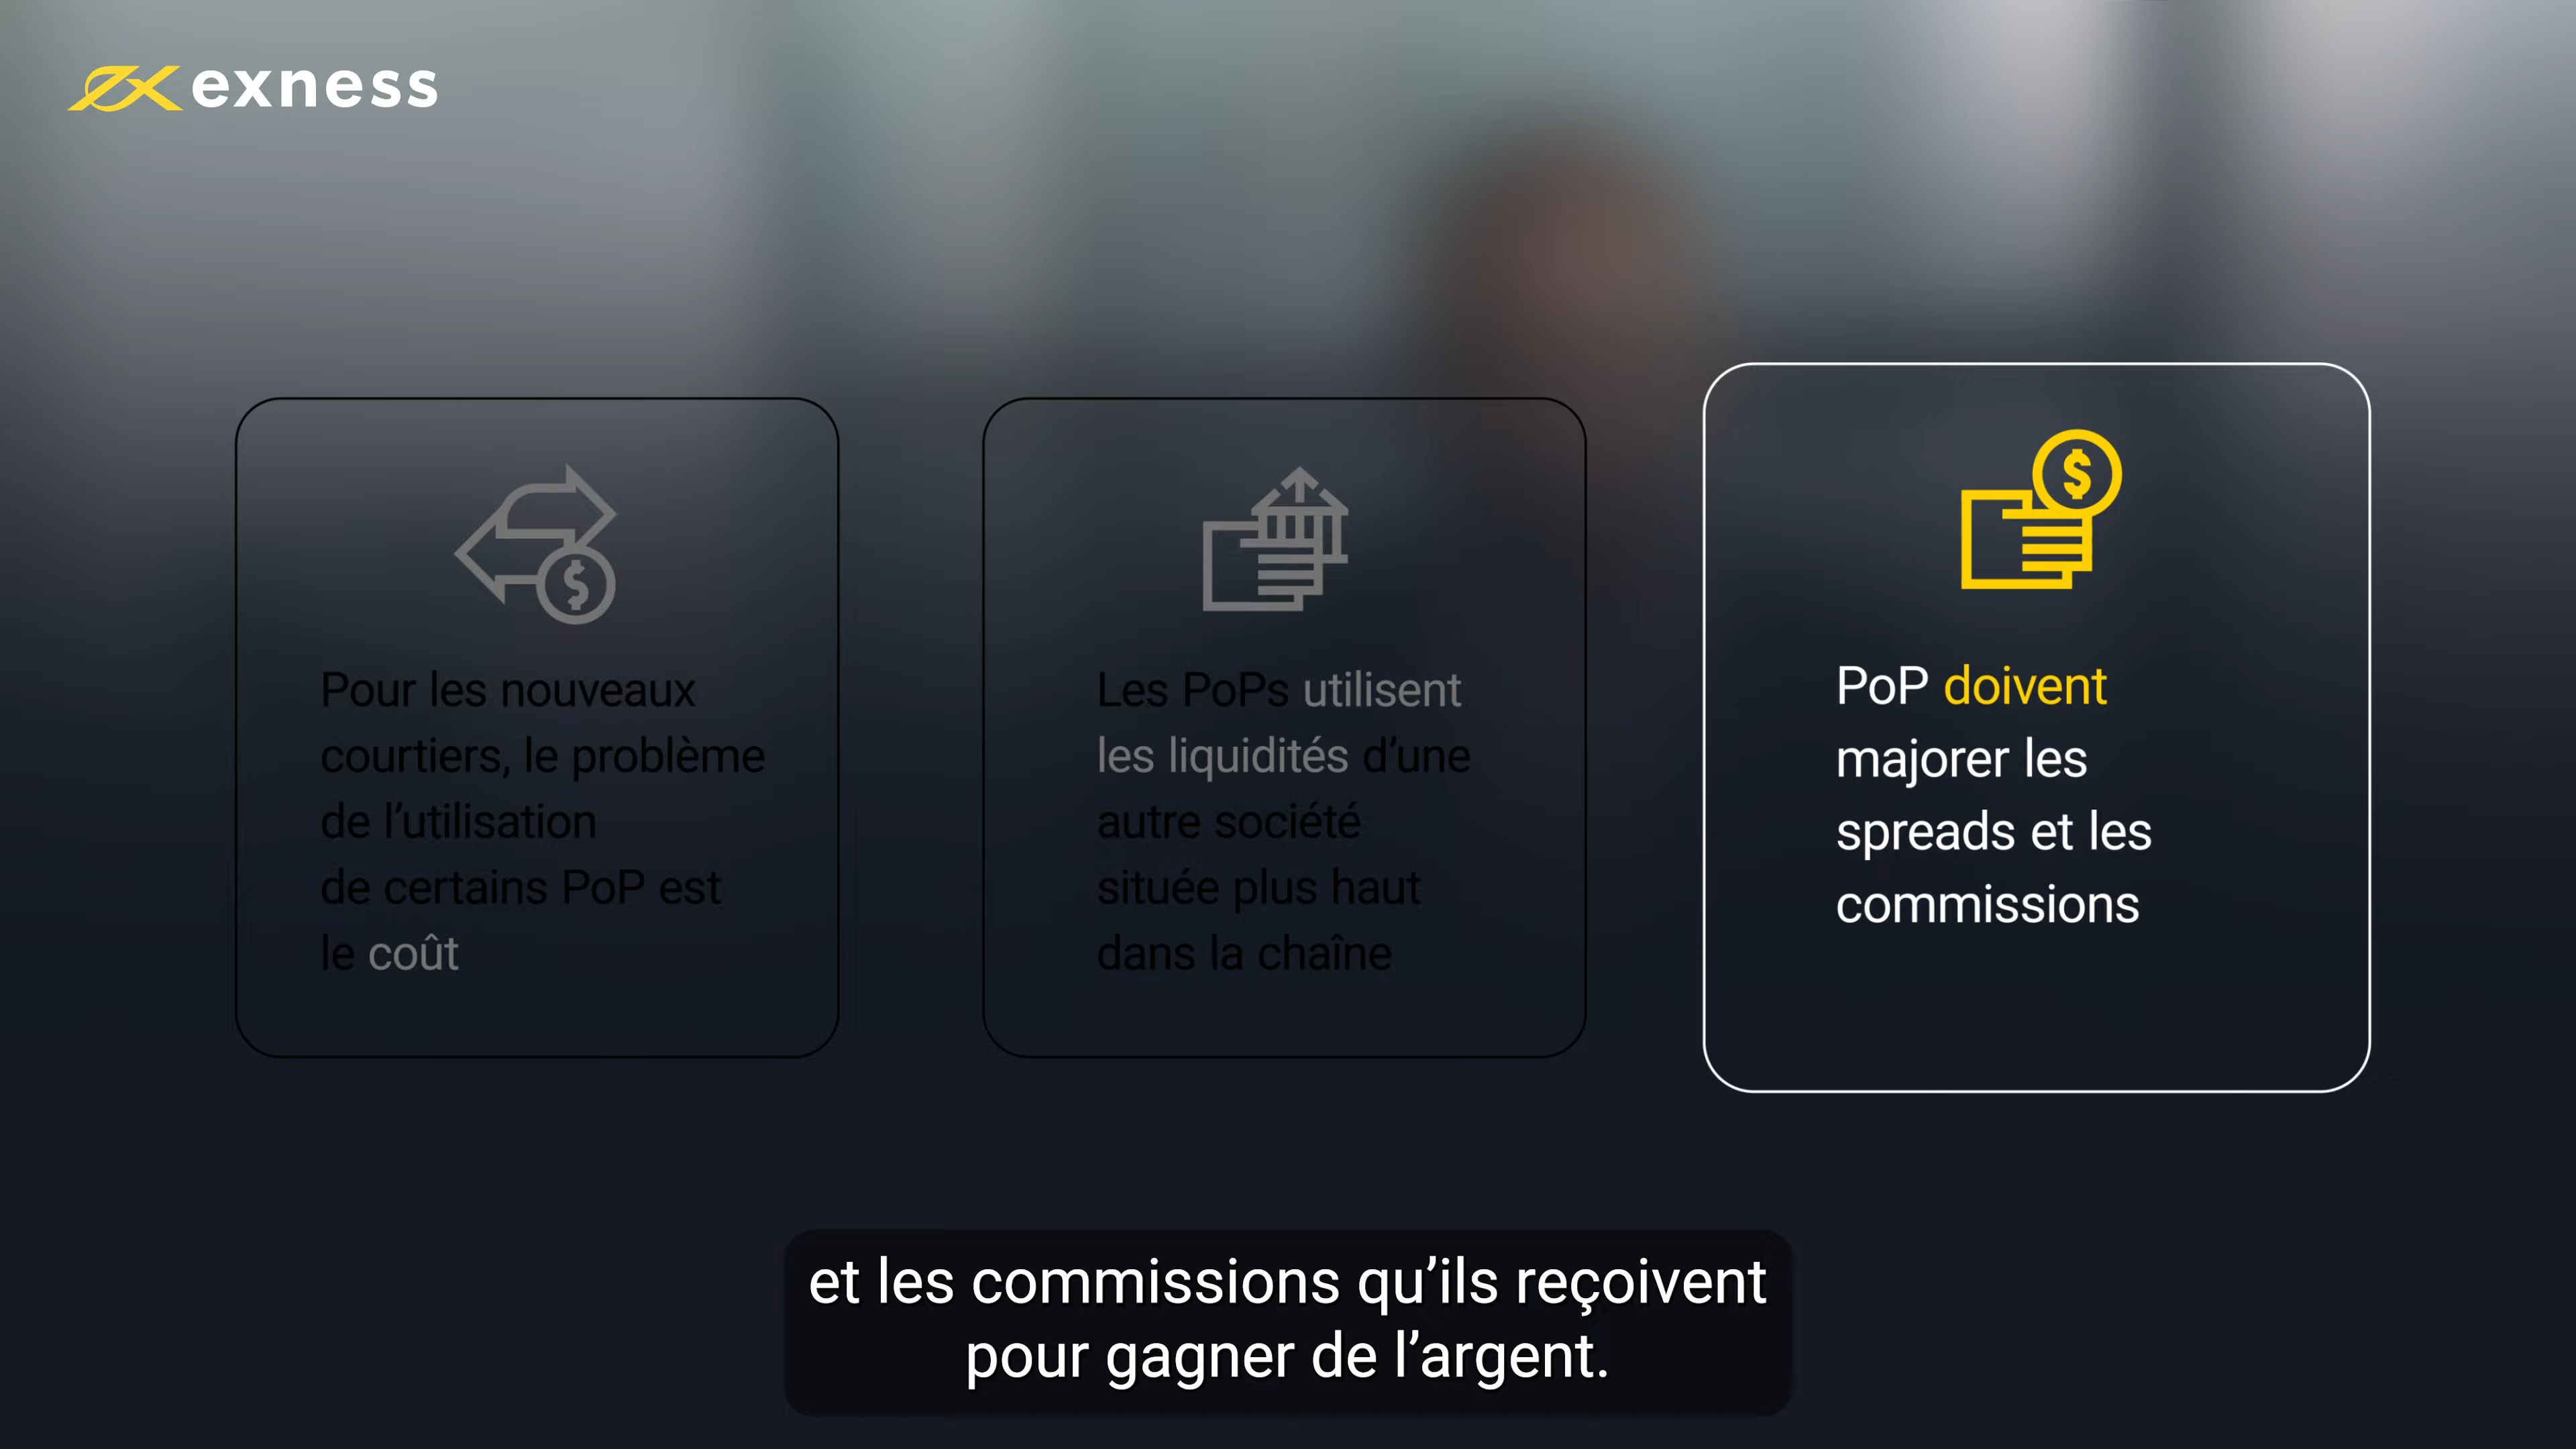 exness
Pour les nouveaux
courtiers, le problème
de l’utilisation
de certains PoP est
le coût
Les PoPs utilisent
les liquidités d’une
autre société
située plus haut
dans la chaîne
PoP doivent
majorer les
spreads et les
commissions
et les commissions qu’ils reçoivent
pour gagner de l’argent.